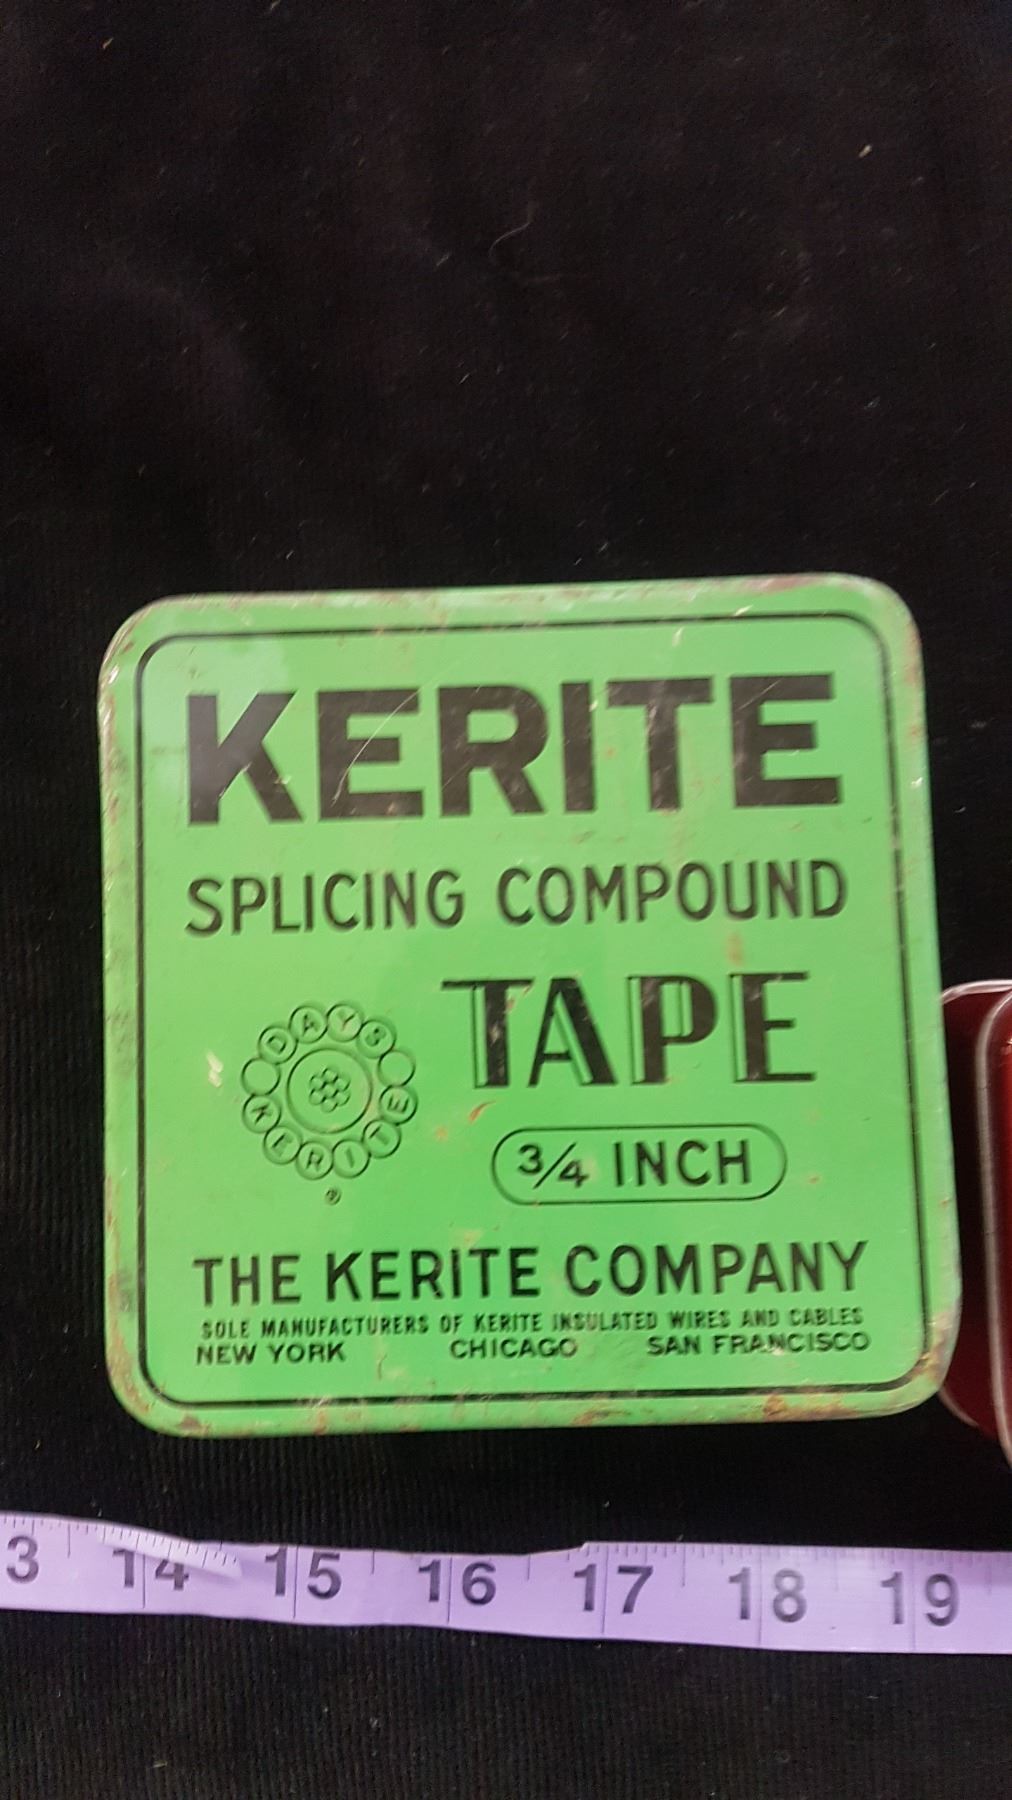 KERITE
SPLICING COMPOUND
TAPE
DAYS
KERITE
®
3/4 INCH
THE KERITE COMPANY
SOLE MANUFACTURERS OF KERITE INSULATED WIRES AND CABLES
NEW YORK CHICAGO SAN FRANCISCO
3 14 15 16 17 18 19